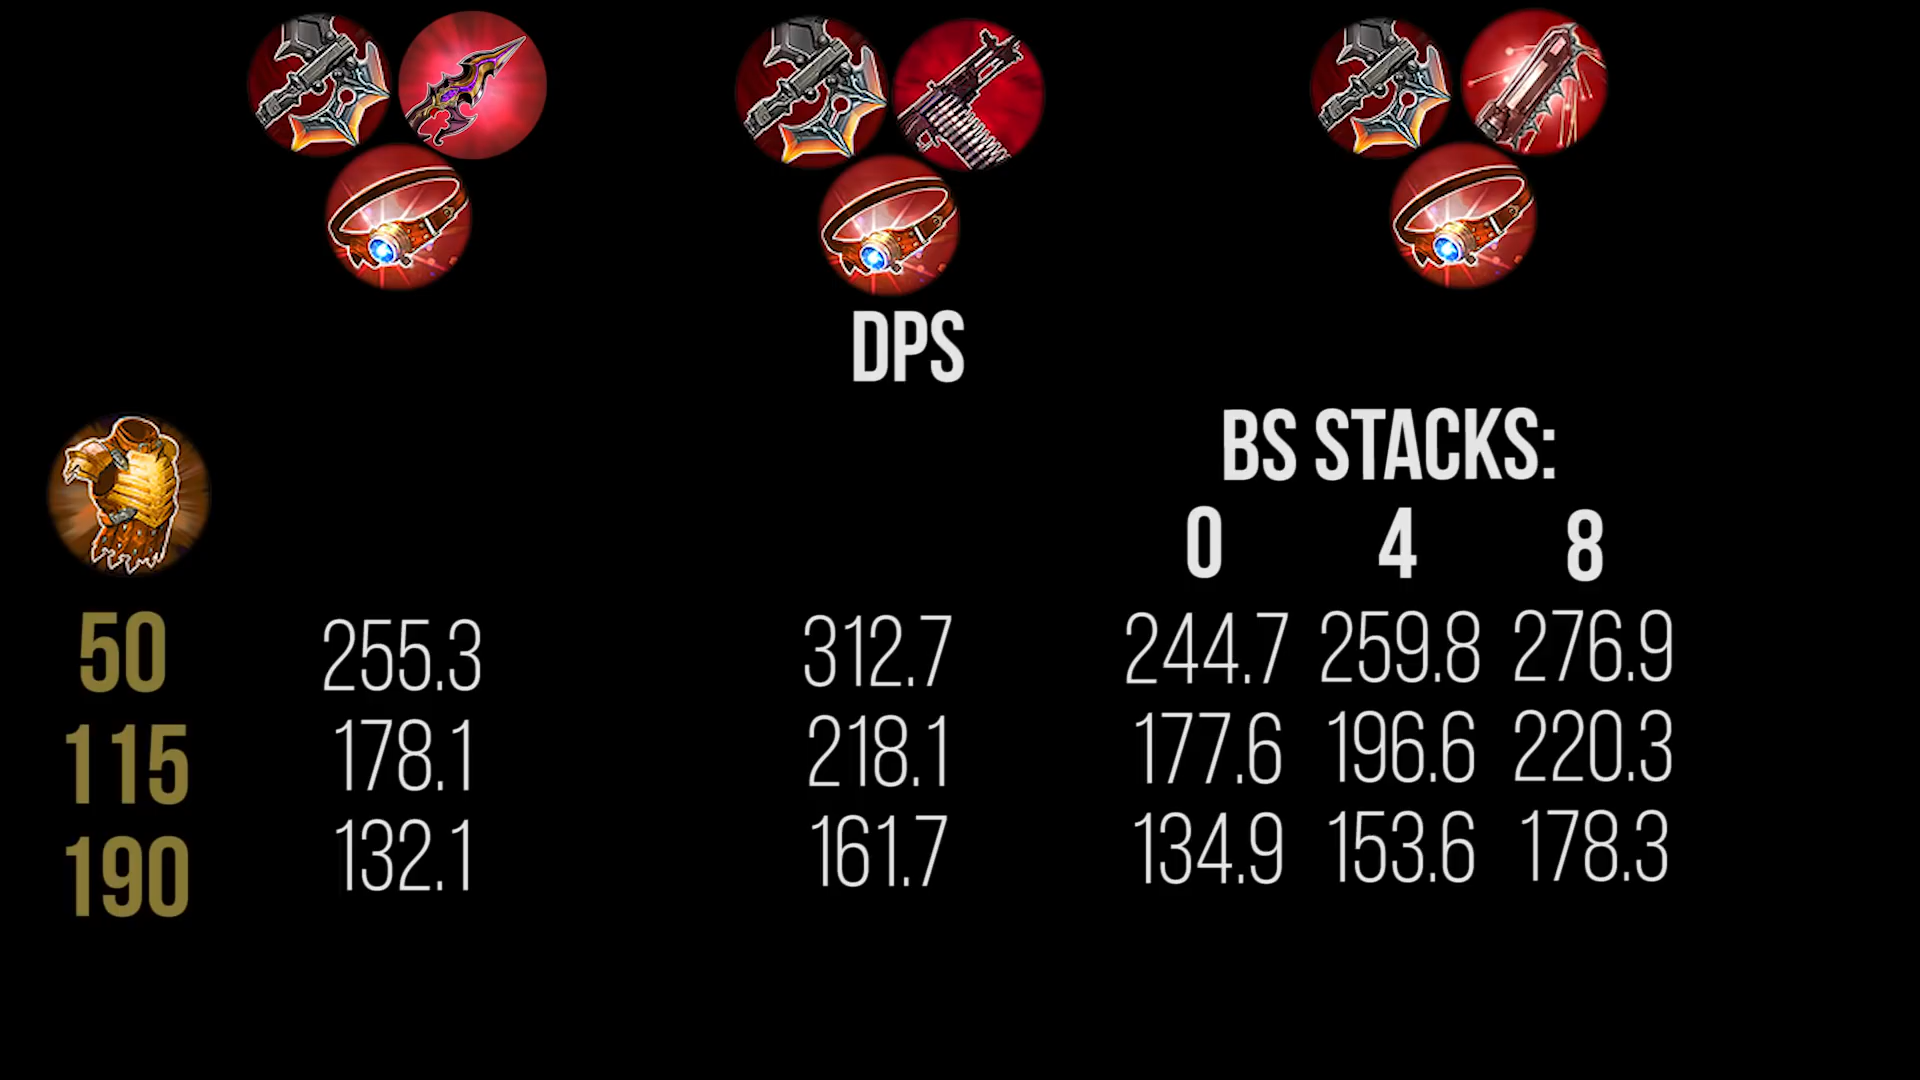 DPS
BS STACKS:
0 4 8
50 255.3 312.7 244.7 259.8 276.9
115 178.1 218.1 177.6 196.6 220.3
190 132.1 161.7 134.9 153.6 178.3